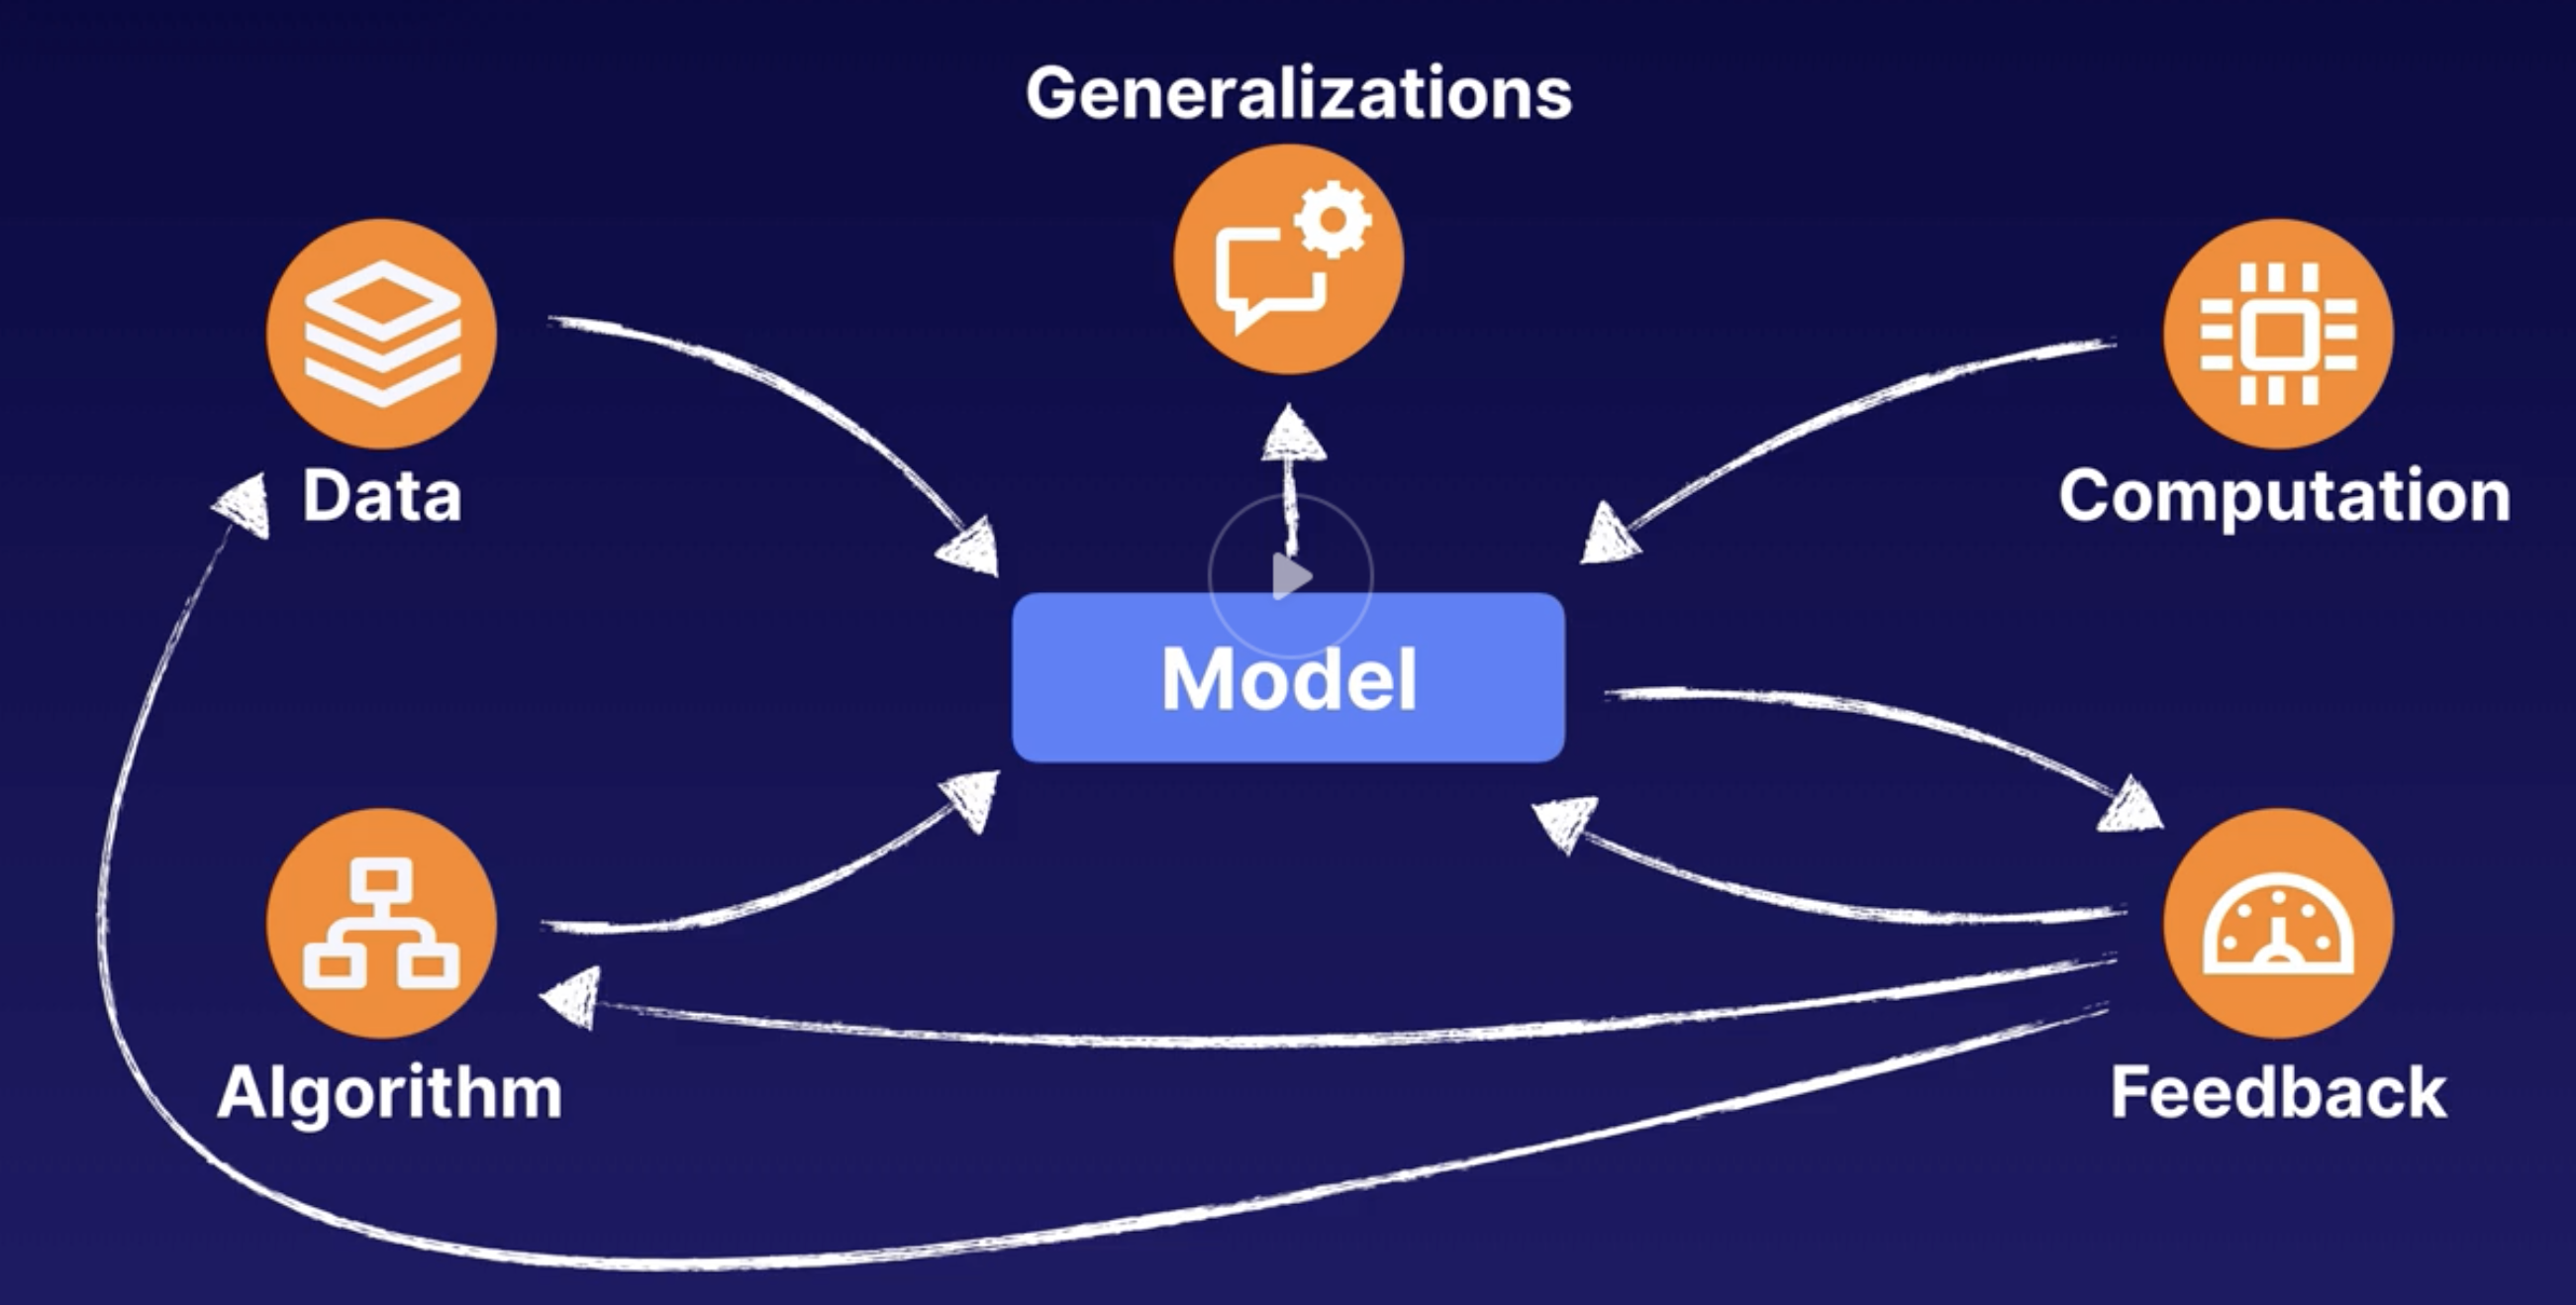 Generalizations
Data
Computation
Model
Algorithm
Feedback